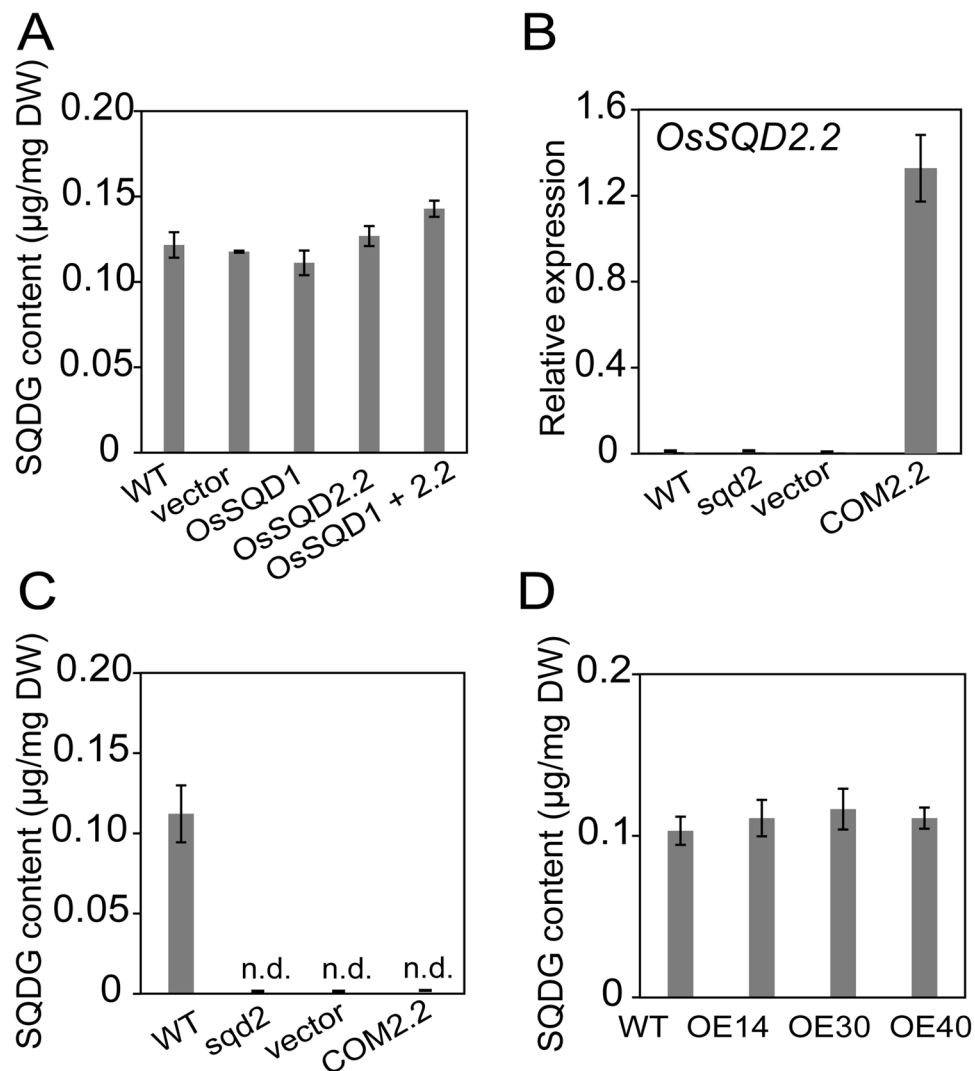 A
SQDG content (µg/mg DW)
0.20
0.15
0.10
0.05
0
WT
vector
OsSQD1
OsSQD2.2
OsSQD1 + 2.2
B
Relative expression
1.6
1.2
0.8
0.4
0
OsSQD2.2
WT
sqd2
vector
COM2.2
C
SQDG content (µg/mg DW)
0.20
0.15
0.10
0.05
0
n.d.
n.d.
n.d.
WT
sqd2
vector
COM2.2
D
SQDG content (µg/mg DW)
0.2
0.1
0
WT OE14 OE30 OE40